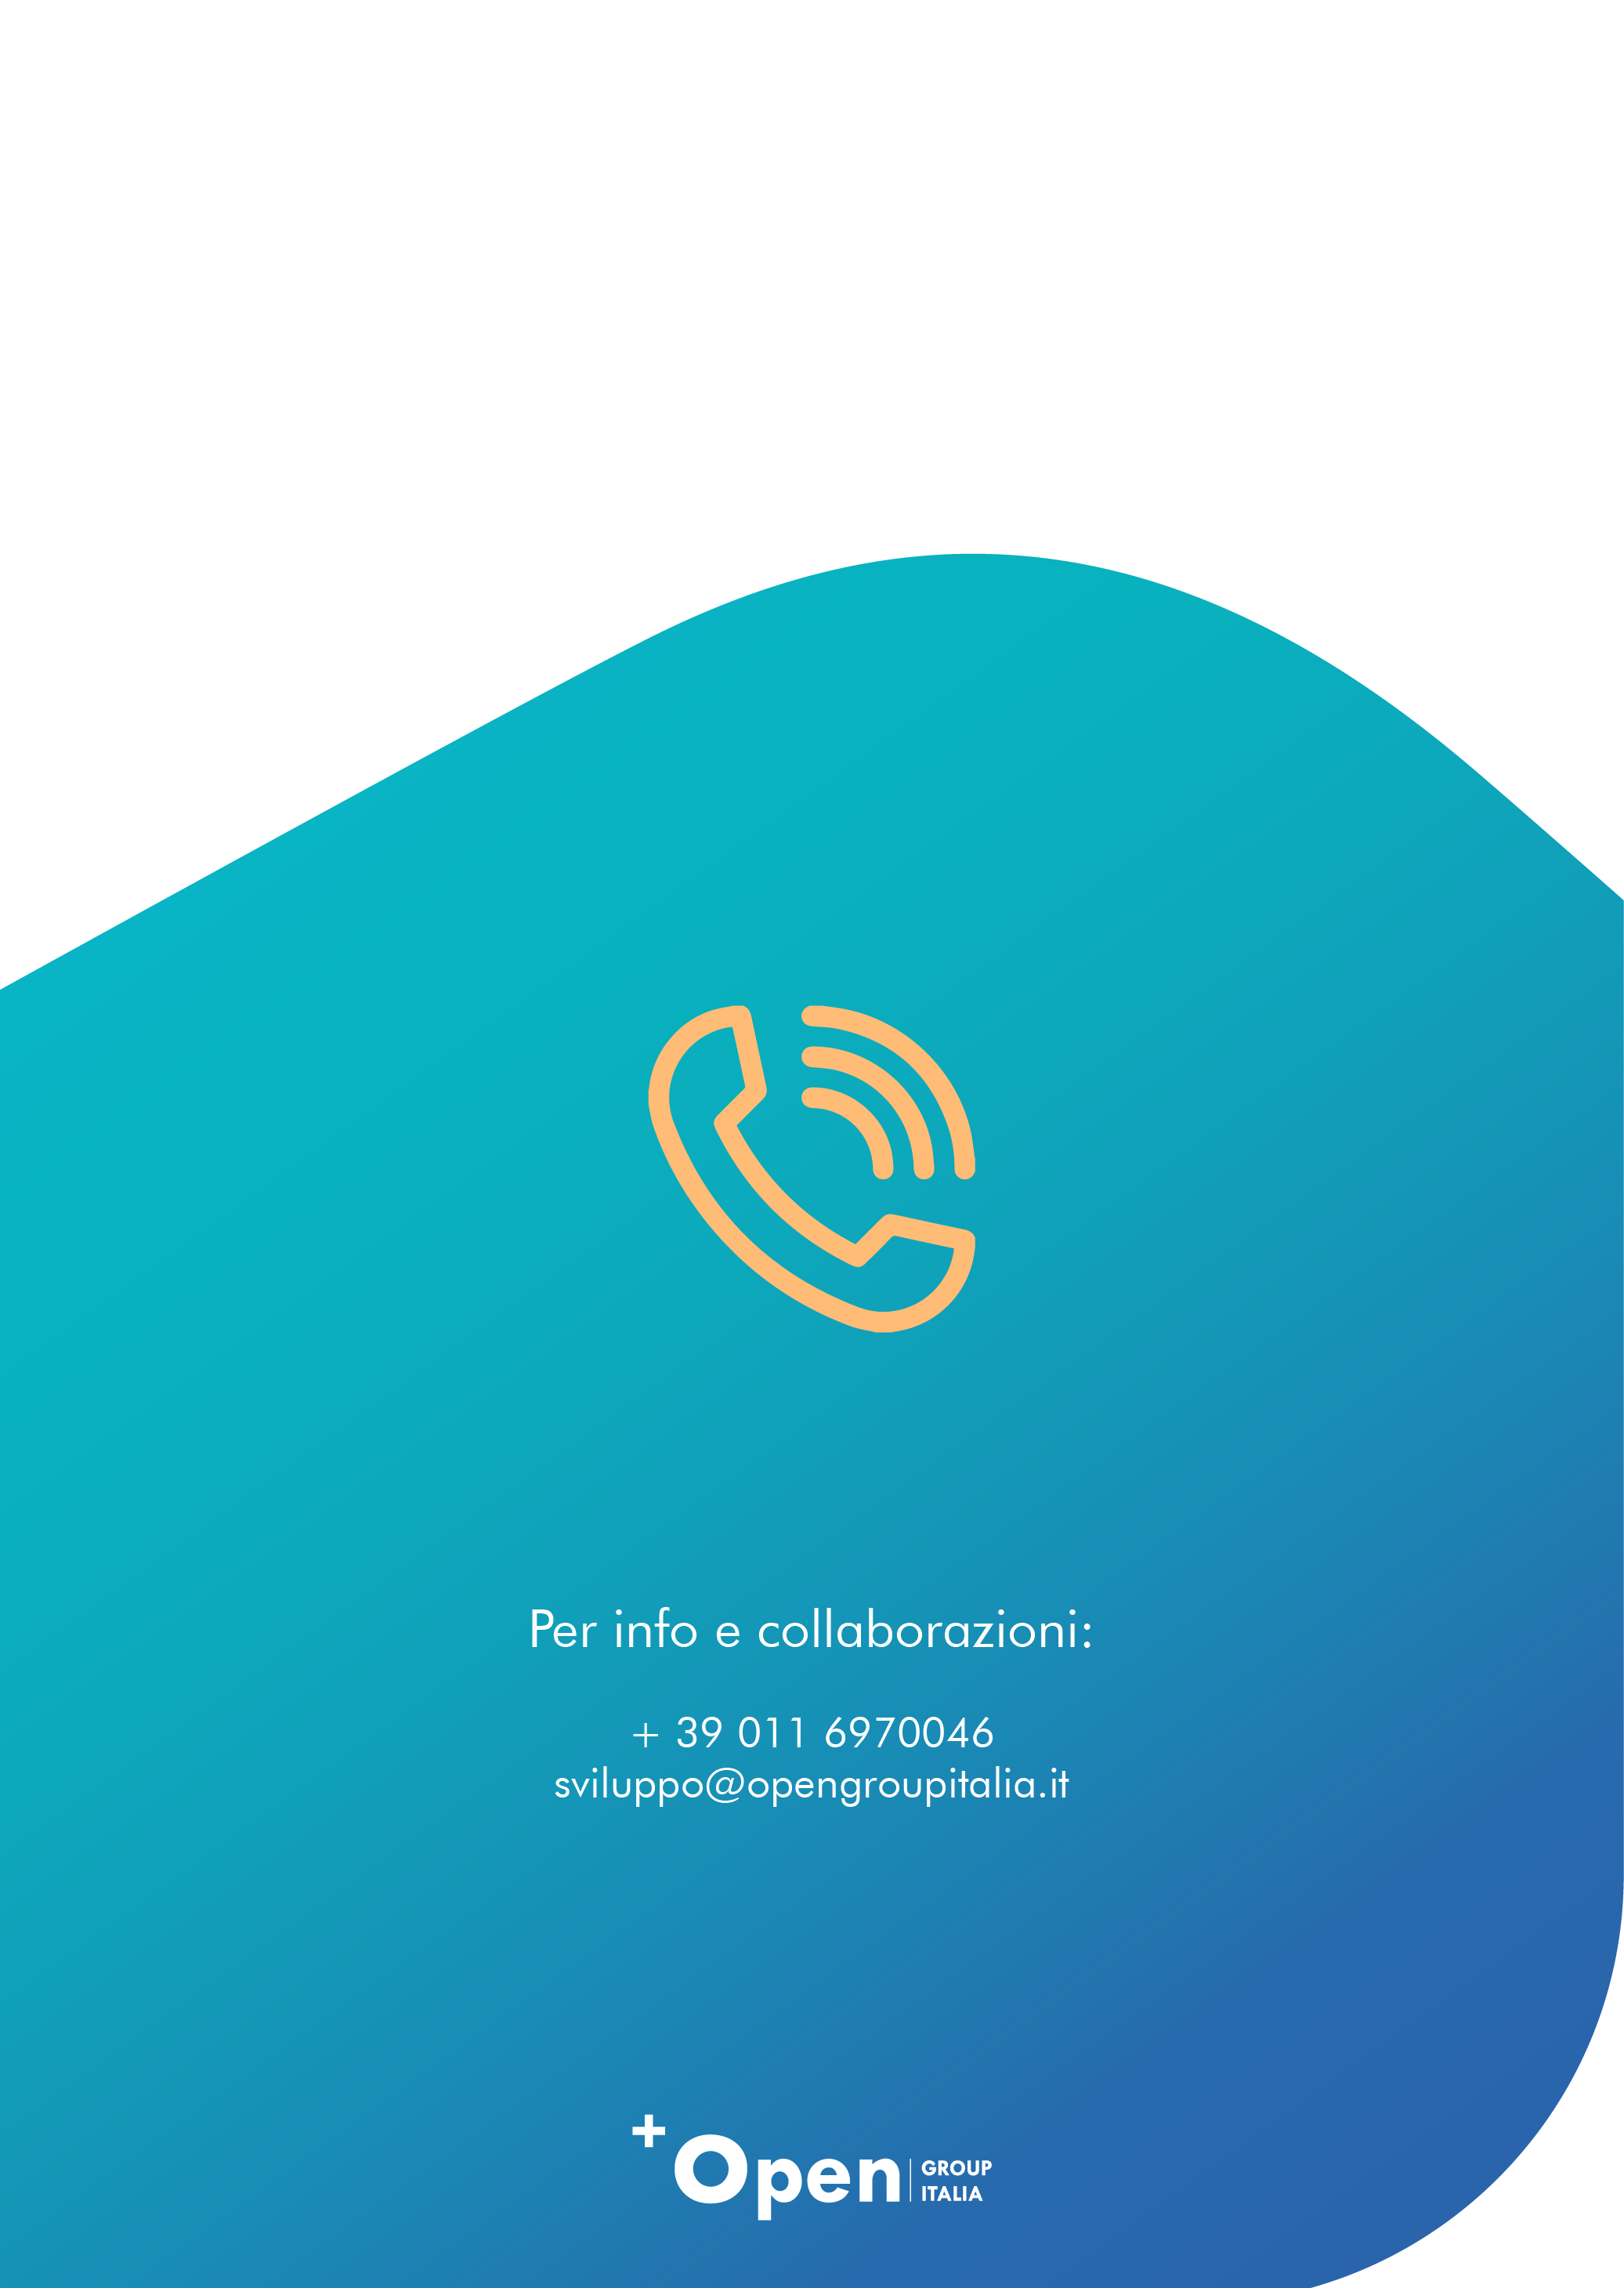 Per info e collaborazioni:
+ 39 011 6970046
sviluppo@opengroupitalia.it
+Open GROUP
ITALIA